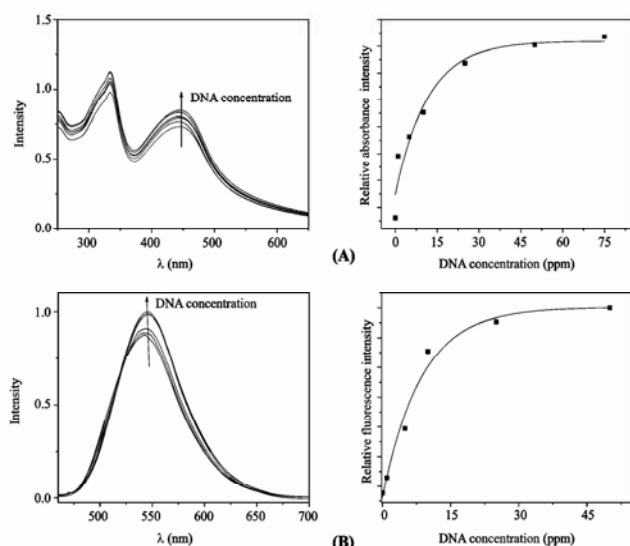 1.5
1.0
0.5
0.0
Intensity
DNA concentration
300
400
500
600
λ (nm)
(A)
Relative absorbance intensity
0
15
30
45
60
75
DNA concentration (ppm)
1.0
0.5
0.0
Intensity
DNA concentration
500
550
600
650
700
λ (nm)
(B)
Relative fluorescence intensity
0
15
30
45
DNA concentration (ppm)